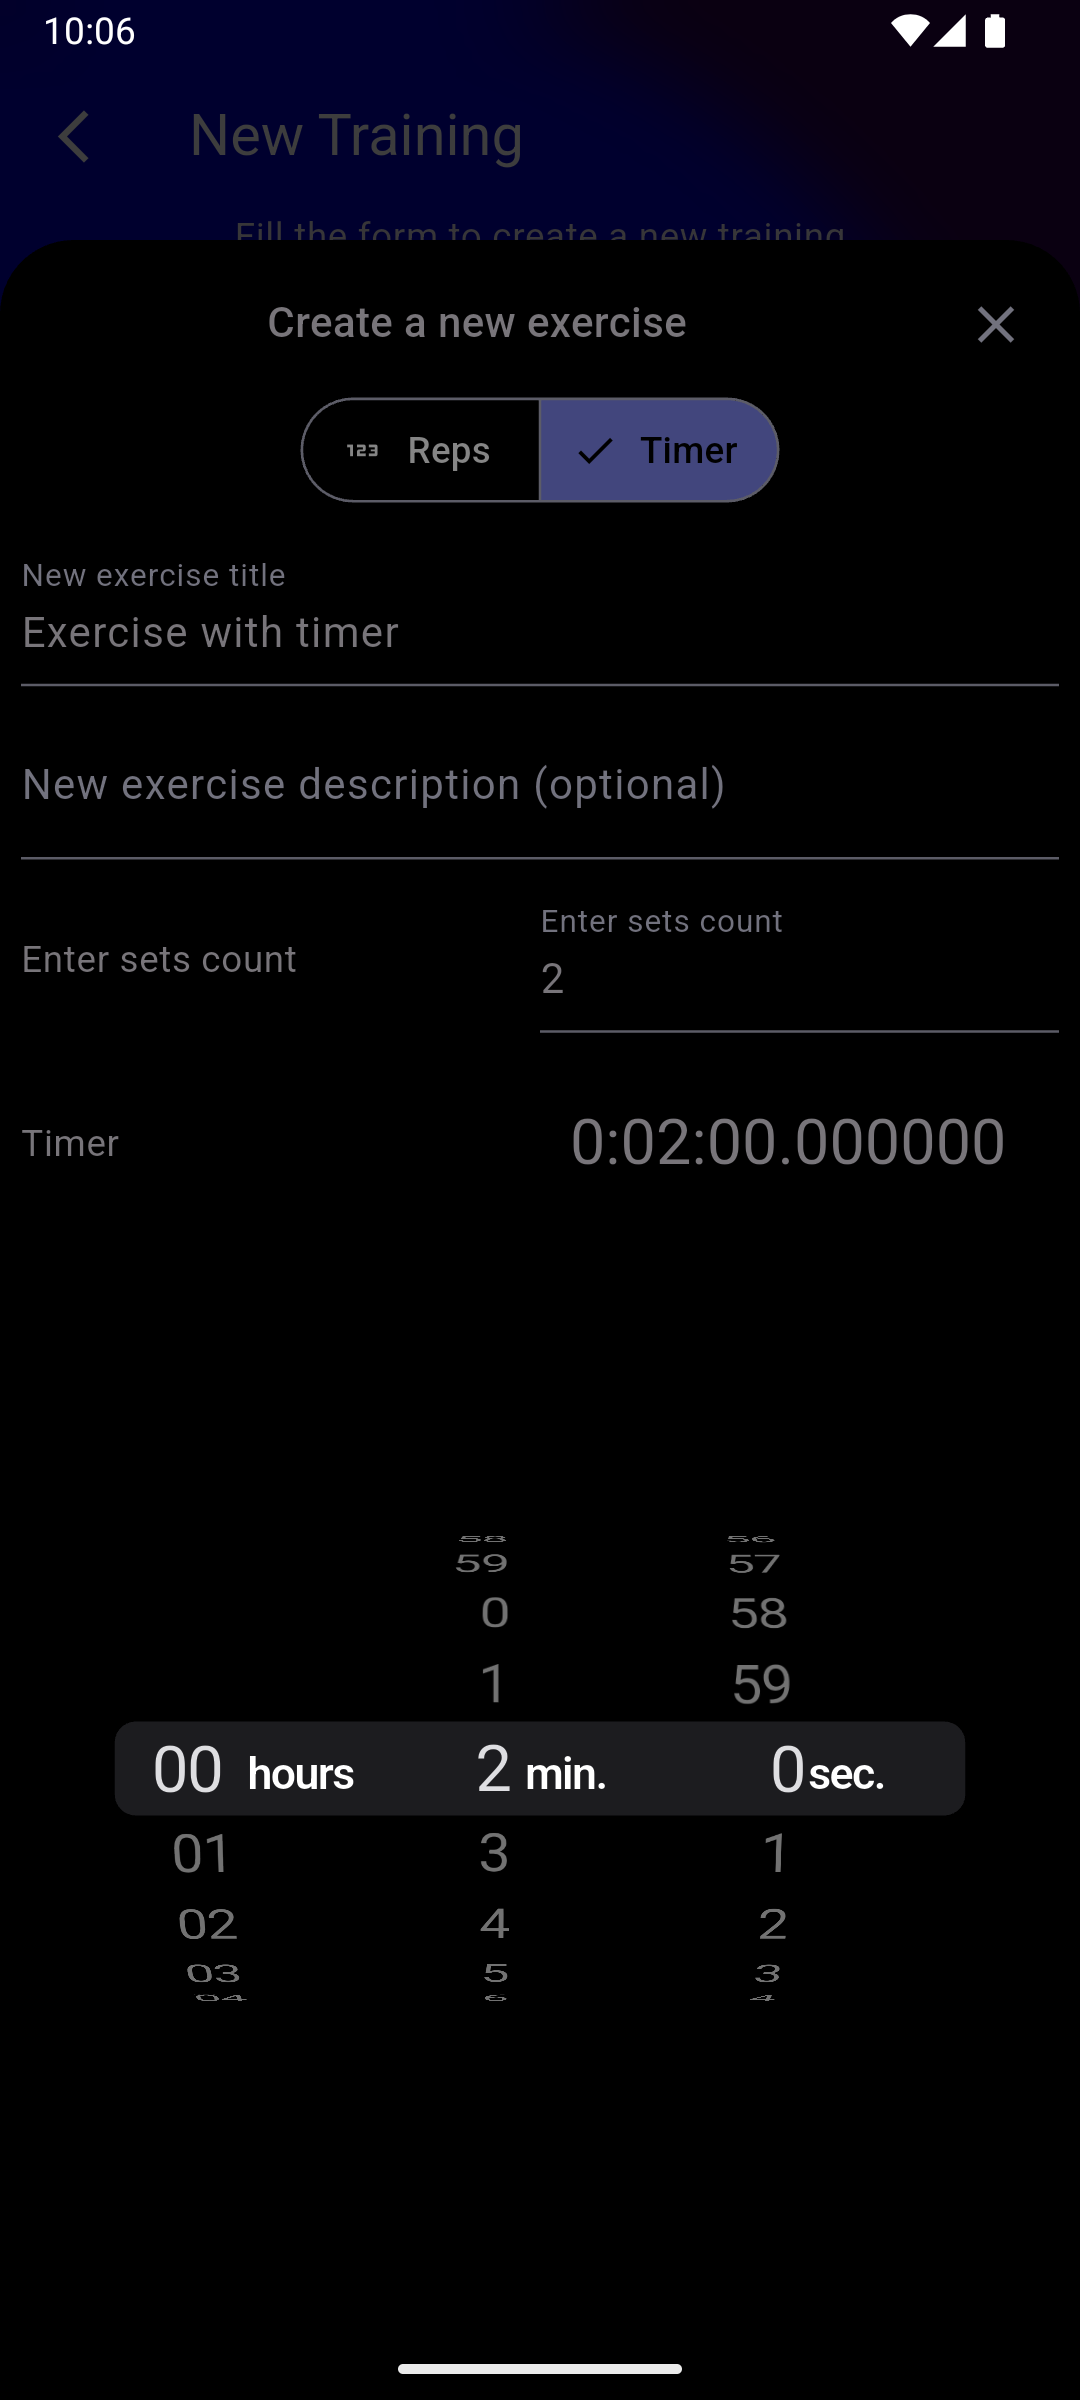 10:06
New Training
Fill the form to create a new training
Create a new exercise
123 Reps
Timer
New exercise title
Exercise with timer
New exercise description (optional)
Enter sets count
Enter sets count
2
Timer
0:02:00.000000
58 56
59 57
0 58
1 59
00 hours 2 min. 0 sec.
01 3 1
02 4 2
03 5 3
04 6 4